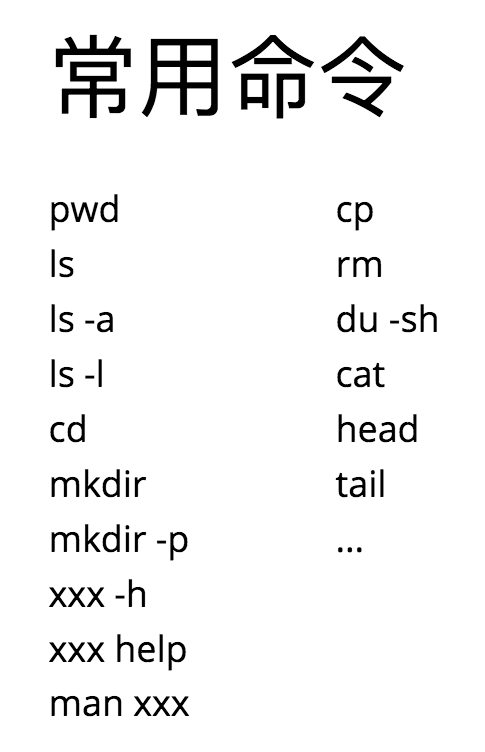 常用命令
pwd
ls
ls -a
ls -l
cd
mkdir
mkdir -p
xxx -h
xxx help
man xxx
cp
rm
du -sh
cat
head
tail
...